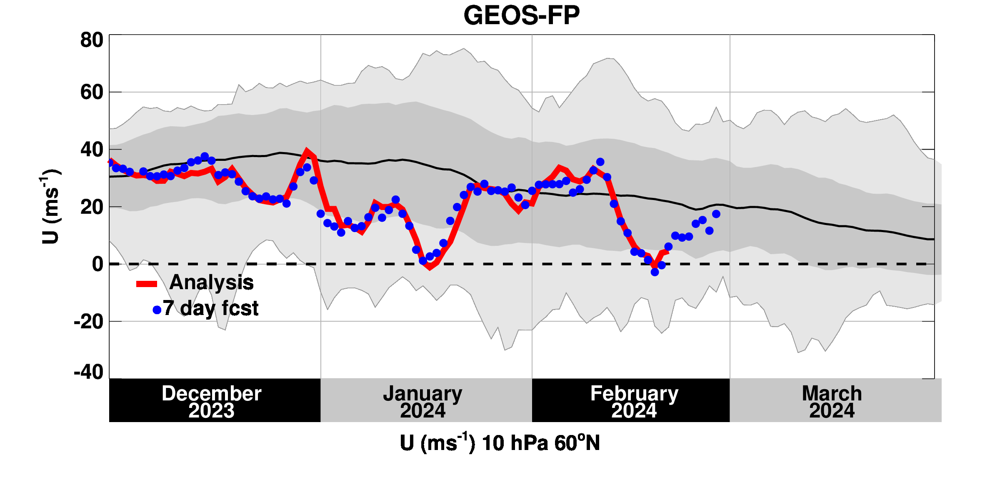 GEOS-FP
80
60
40
20
0
-20
-40
U (ms⁻¹)
Analysis
7 day fcst
December
2023
January
2024
February
2024
March
2024
U (ms⁻¹) 10 hPa 60ºN